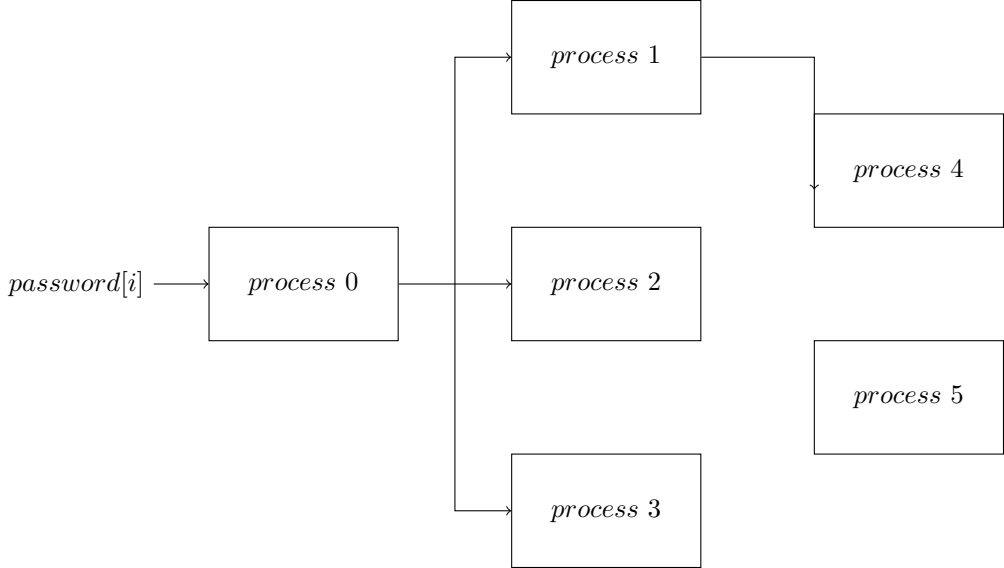 process 1
process 4
password[i]
process 0
process 2
process 5
process 3